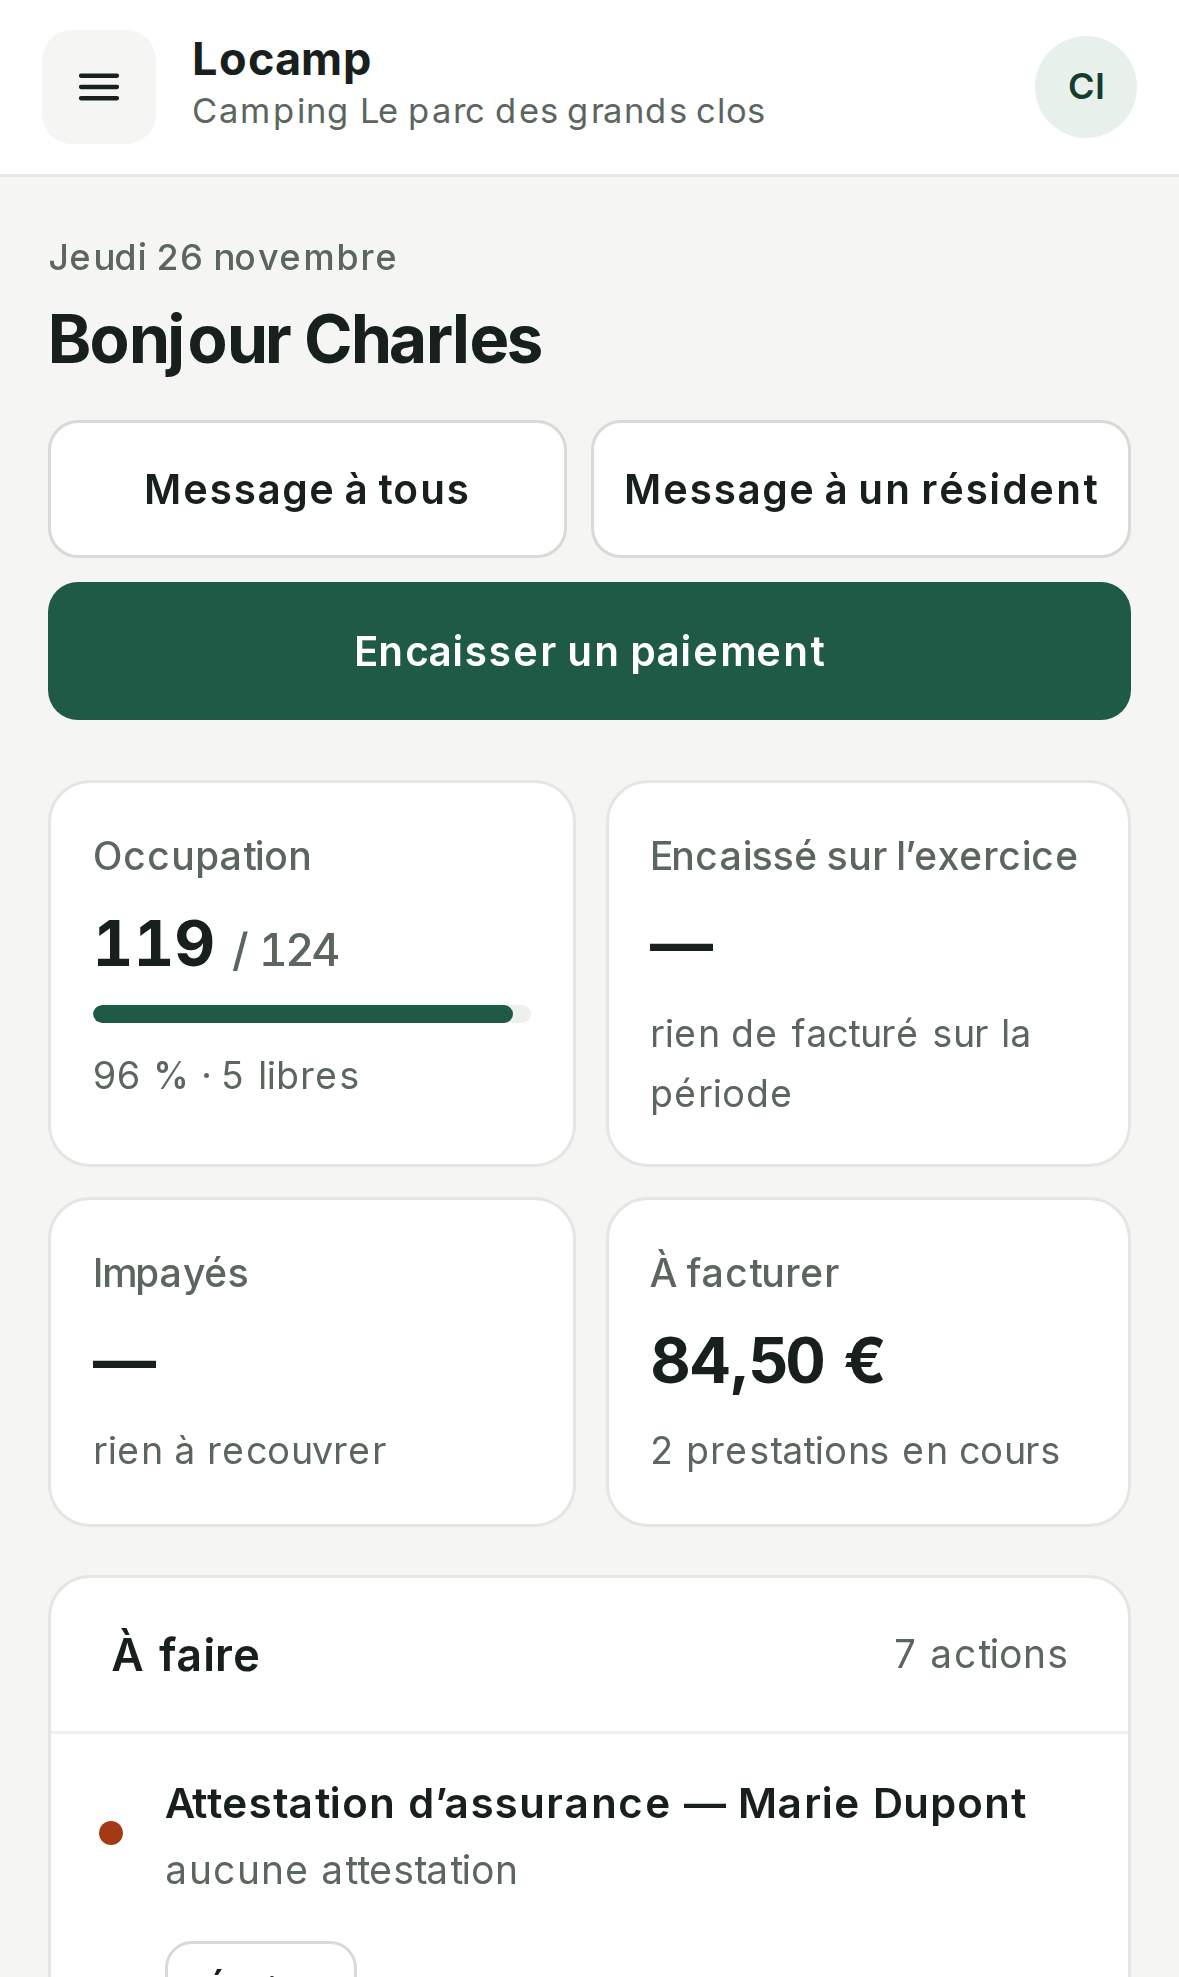 Locamp
Camping Le parc des grands clos
CI
Jeudi 26 novembre
Bonjour Charles
Message à tous
Message à un résident
Encaisser un paiement
Occupation
119 / 124
96 % · 5 libres
Encaissé sur l’exercice
—
rien de facturé sur la
période
Impayés
—
rien à recouvrer
À facturer
84,50 €
2 prestations en cours
À faire
7 actions
Attestation d’assurance — Marie Dupont
aucune attestation